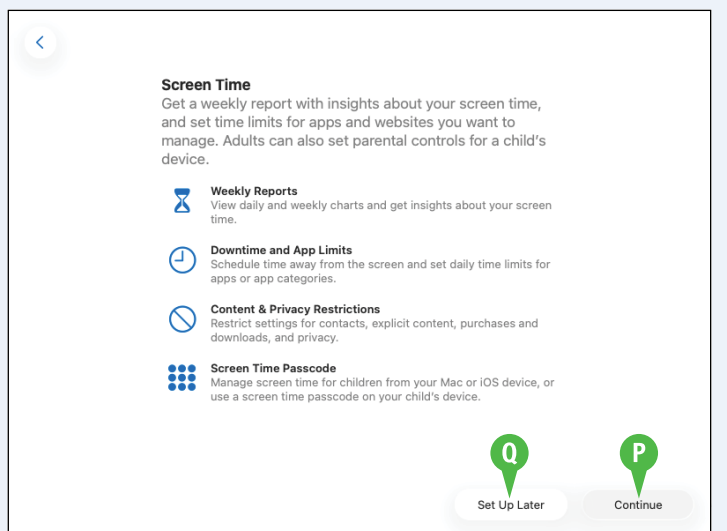 Screen Time
Get a weekly report with insights about your screen time,
and set time limits for apps and websites you want to
manage. Adults can also set parental controls for a child's
device.
Weekly Reports
View daily and weekly charts and get insights about your screen
time.
Downtime and App Limits
Schedule time away from the screen and set daily time limits for
apps or app categories.
Content & Privacy Restrictions
Restrict settings for contacts, explicit content, purchases and
downloads, and privacy.
Screen Time Passcode
Manage screen time for children from your Mac or iOS device, or
use a screen time passcode on your child's device.
Q P
Set Up Later Continue